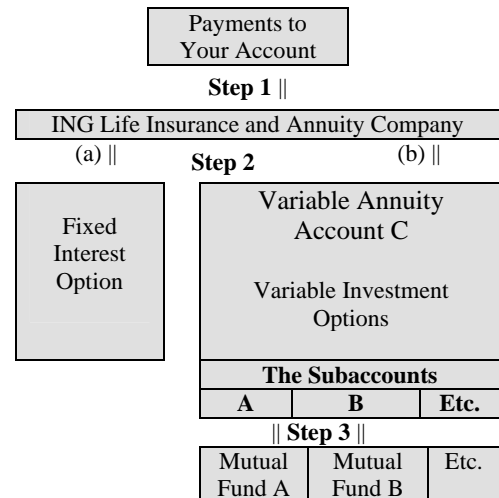 Payments to
Your Account
Step 1 ||
ING Life Insurance and Annuity Company
(a) || Step 2 (b) ||
Fixed
Interest
Option
Variable Annuity
Account C
Variable Investment
Options
The Subaccounts
A B Etc.
|| Step 3 ||
Mutual Mutual Etc.
Fund A Fund B